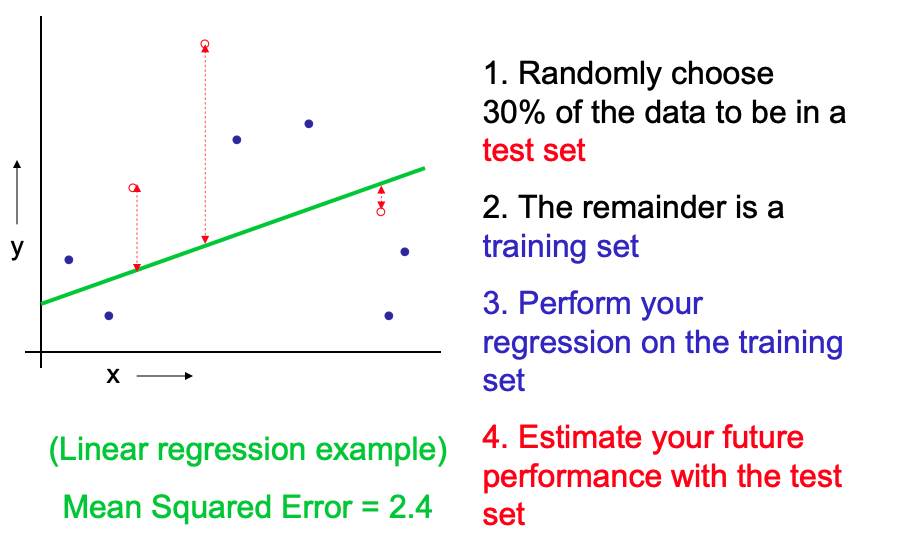 y
x
(Linear regression example)
Mean Squared Error = 2.4
1. Randomly choose
30% of the data to be in a
test set
2. The remainder is a
training set
3. Perform your
regression on the training
set
4. Estimate your future
performance with the test
set